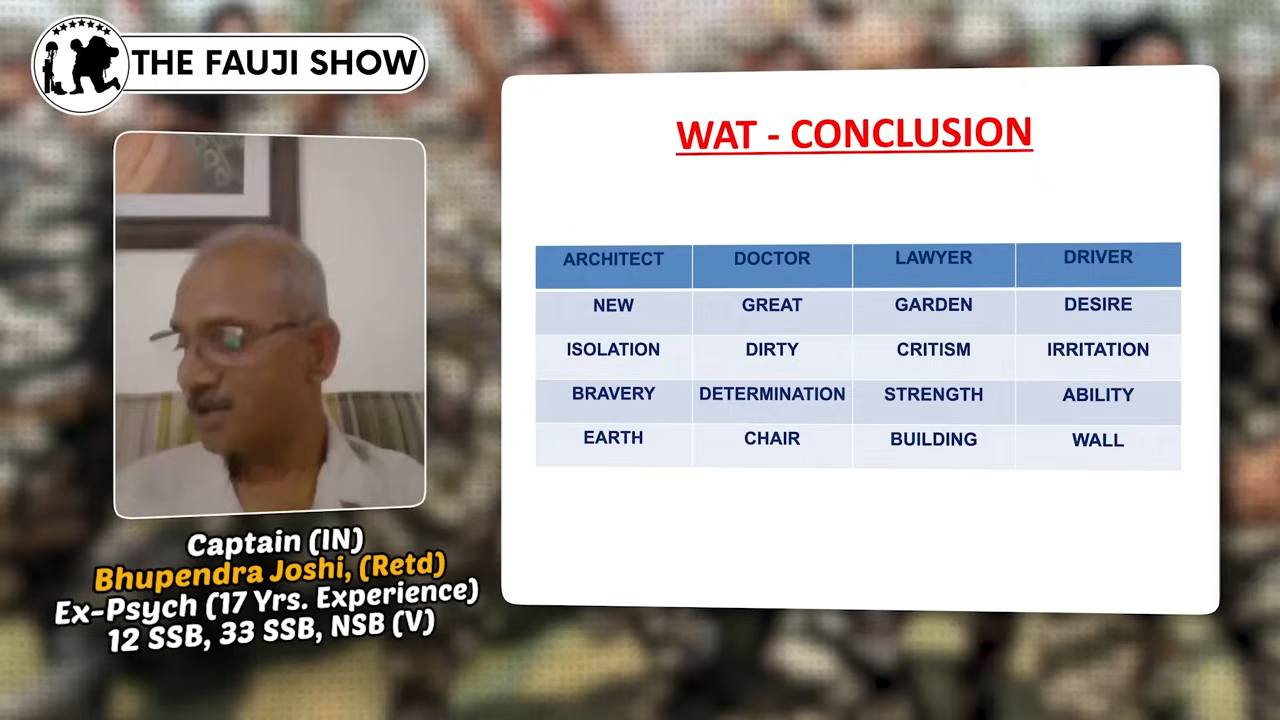 THE FAUJI SHOW
WAT - CONCLUSION
ARCHITECT DOCTOR LAWYER DRIVER
NEW GREAT GARDEN DESIRE
ISOLATION DIRTY CRITISM IRRITATION
BRAVERY DETERMINATION STRENGTH ABILITY
EARTH CHAIR BUILDING WALL
Captain (IN)
Bhupendra Joshi, (Retd)
Ex-Psych (17 Yrs. Experience)
12 SSB, 33 SSB, NSB (V)